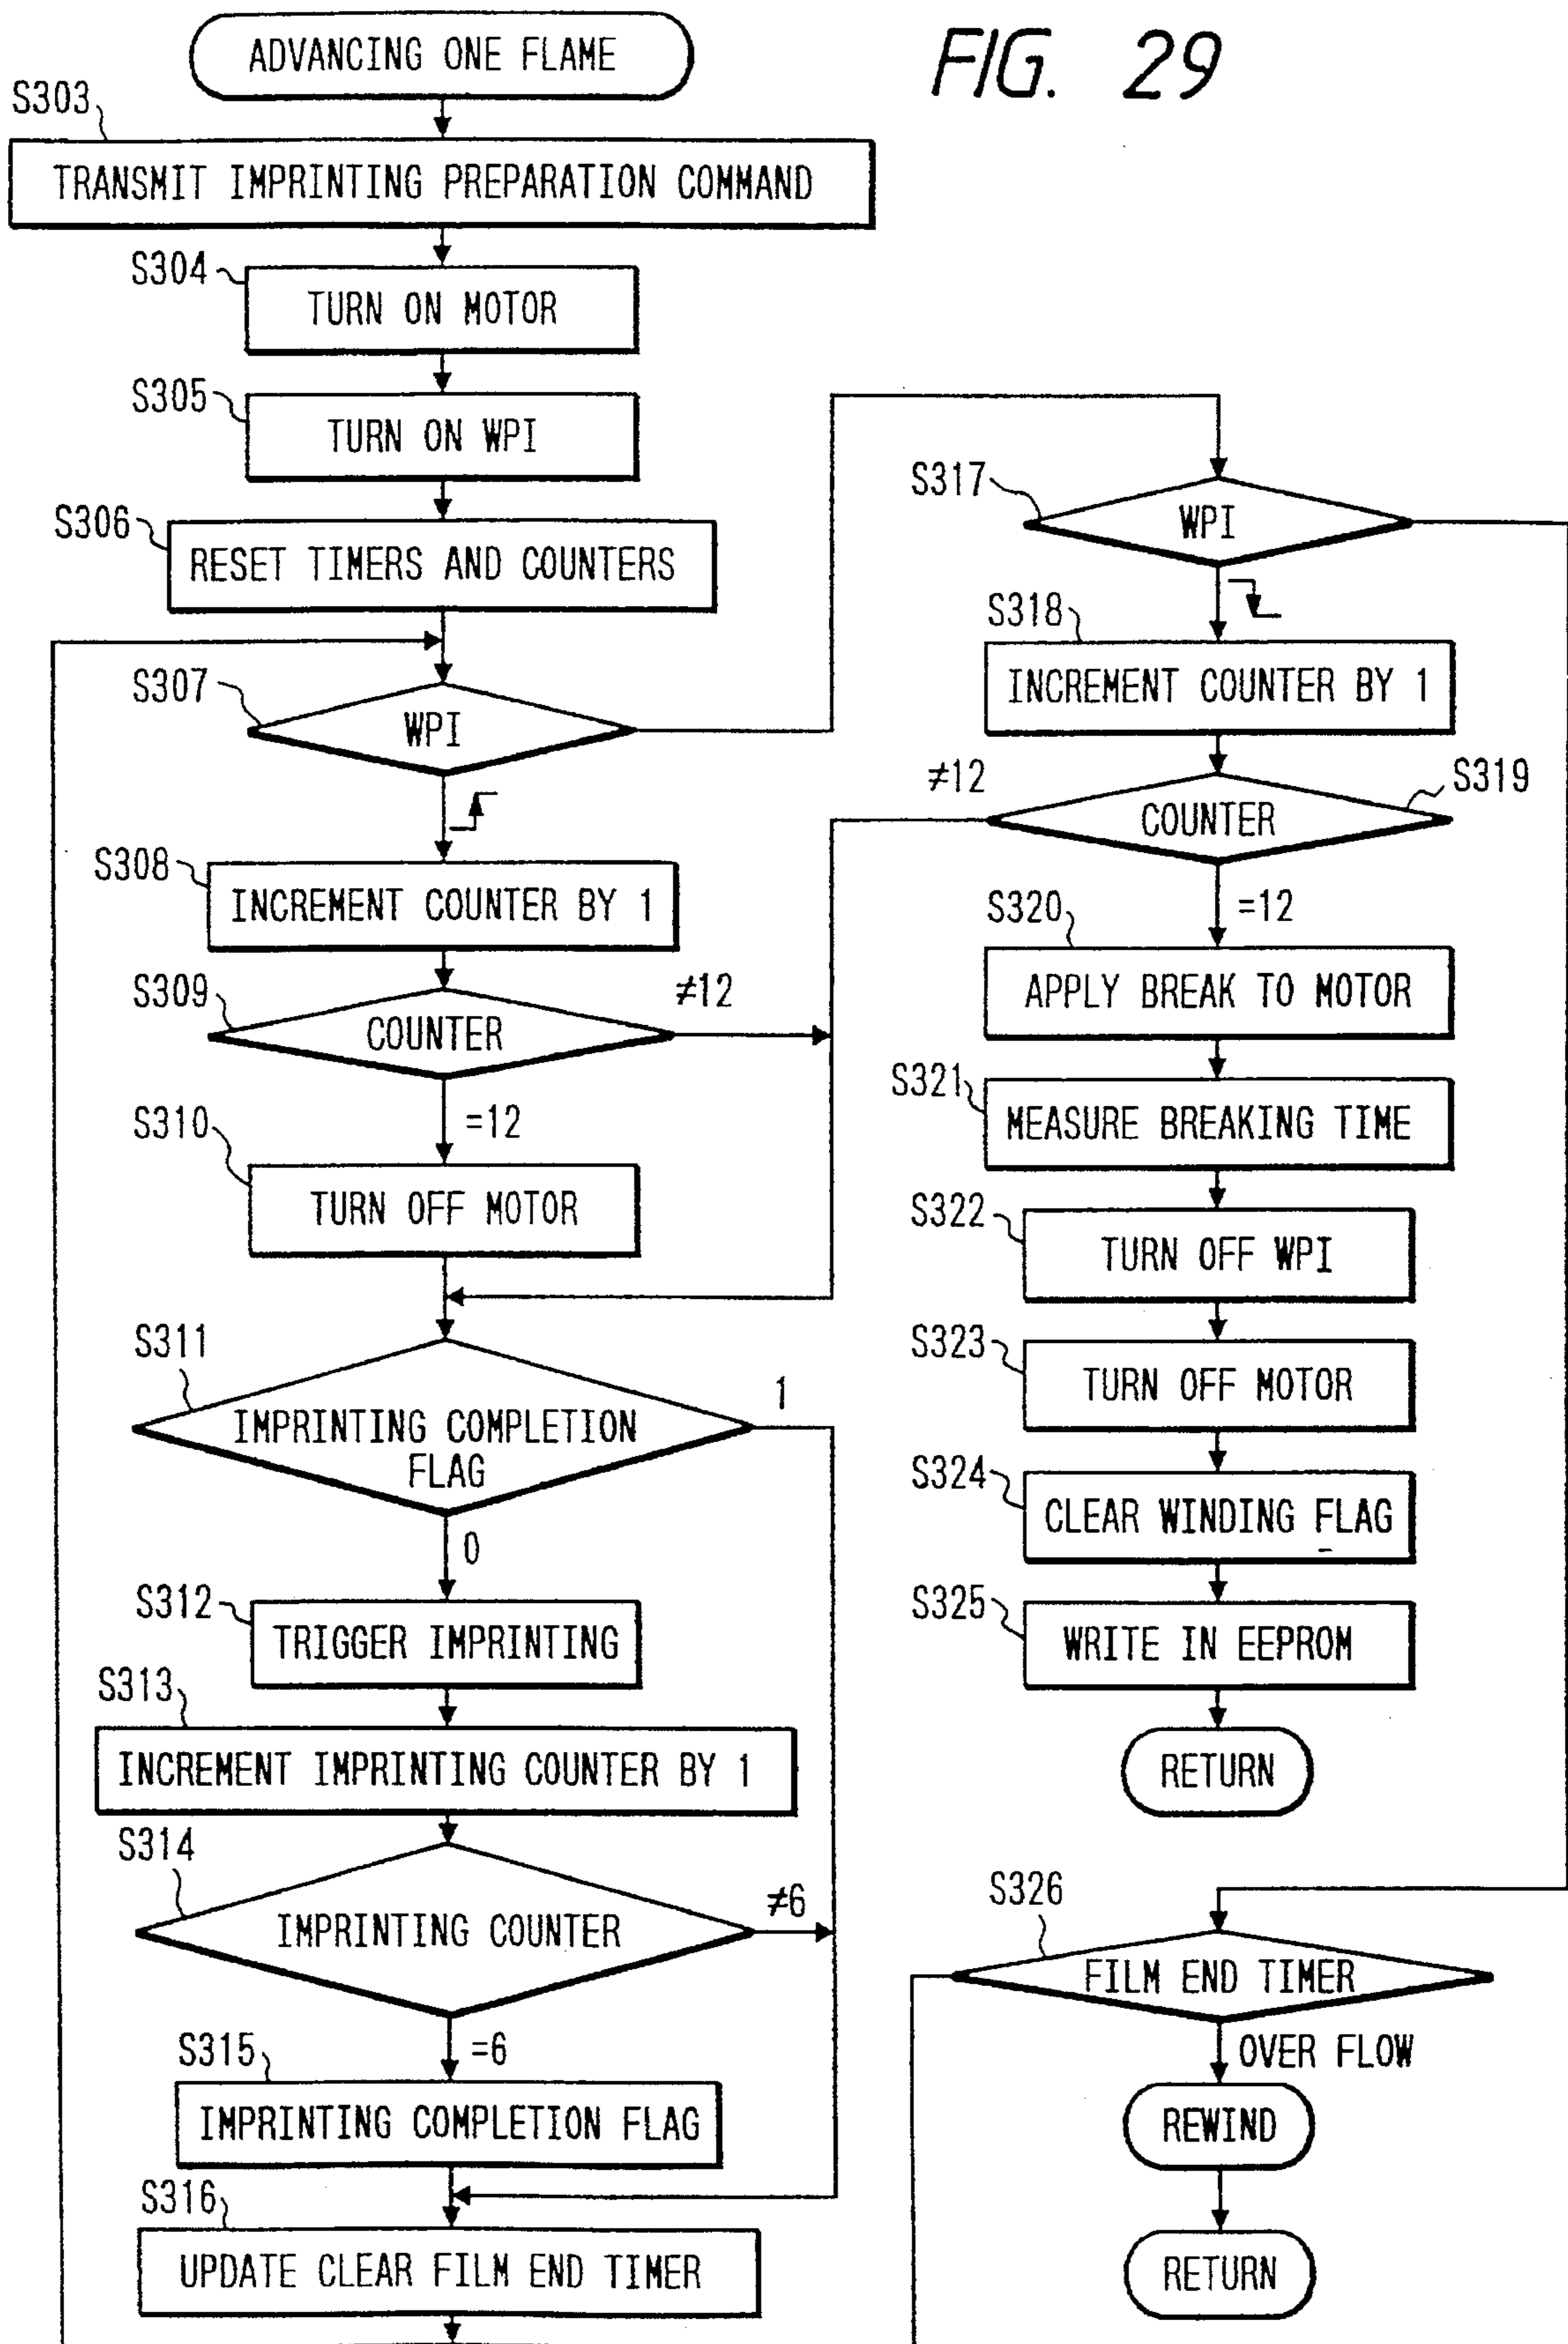 FIG. 29
ADVANCING ONE FLAME
S303
TRANSMIT IMPRINTING PREPARATION COMMAND
S304
TURN ON MOTOR
S305
TURN ON WPI
S306
RESET TIMERS AND COUNTERS
S307
WPI
S308
INCREMENT COUNTER BY 1
S309
COUNTER
≠12
=12
S310
TURN OFF MOTOR
S311
IMPRINTING COMPLETION
FLAG
1
0
S312
TRIGGER IMPRINTING
S313
INCREMENT IMPRINTING COUNTER BY 1
S314
IMPRINTING COUNTER
≠6
=6
S315
IMPRINTING COMPLETION FLAG
S316
UPDATE CLEAR FILM END TIMER
S317
WPI
S318
INCREMENT COUNTER BY 1
≠12
S319
COUNTER
=12
S320
APPLY BREAK TO MOTOR
S321
MEASURE BREAKING TIME
S322
TURN OFF WPI
S323
TURN OFF MOTOR
S324
CLEAR WINDING FLAG
S325
WRITE IN EEPROM
RETURN
S326
FILM END TIMER
OVER FLOW
REWIND
RETURN